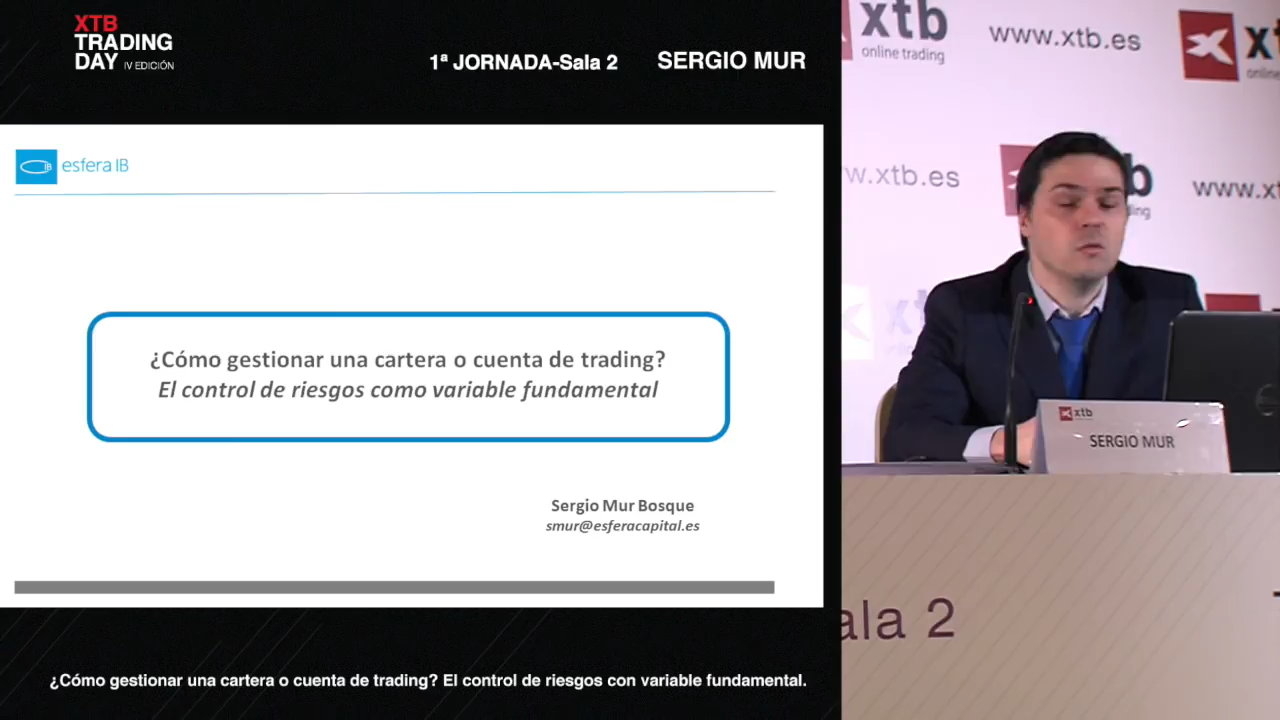 XTB
TRADING
DAY IV EDICIÓN
1ª JORNADA-Sala 2 SERGIO MUR
esfera IB
¿Cómo gestionar una cartera o cuenta de trading?
El control de riesgos como variable fundamental
Sergio Mur Bosque
smur@esferacapital.es
¿Cómo gestionar una cartera o cuenta de trading? El control de riesgos con variable fundamental.
xtb
online trading
www.xtb.es
xt
online
w.xtb.es
b
ding
www.xt
xtb
xtb
SERGIO MUR
ala 2